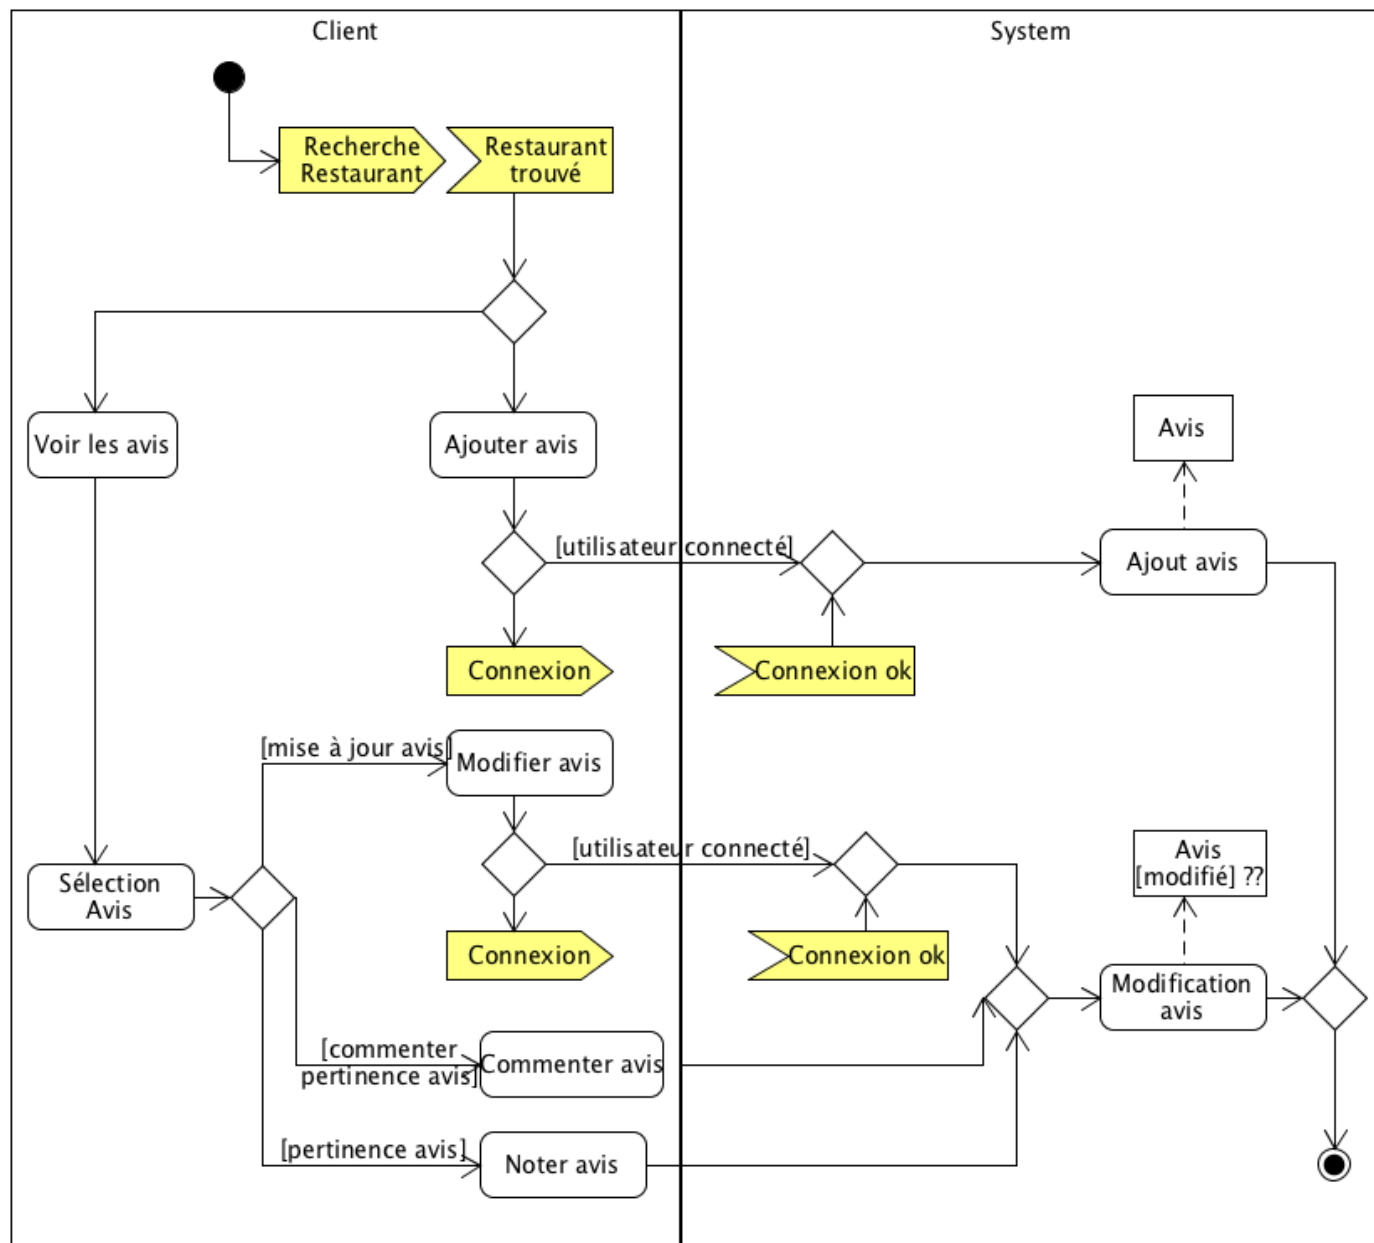 Client
System
Recherche
Restaurant
Restaurant
trouvé
Voir les avis
Ajouter avis
Avis
[utilisateur connecté]
Ajout avis
Connexion
Connexion ok
[mise à jour avis]
Modifier avis
[utilisateur connecté]
Avis
[modifié] ??
Sélection
Avis
Connexion
Connexion ok
Modification
avis
[commenter
pertinence avis]
Commenter avis
[pertinence avis]
Noter avis